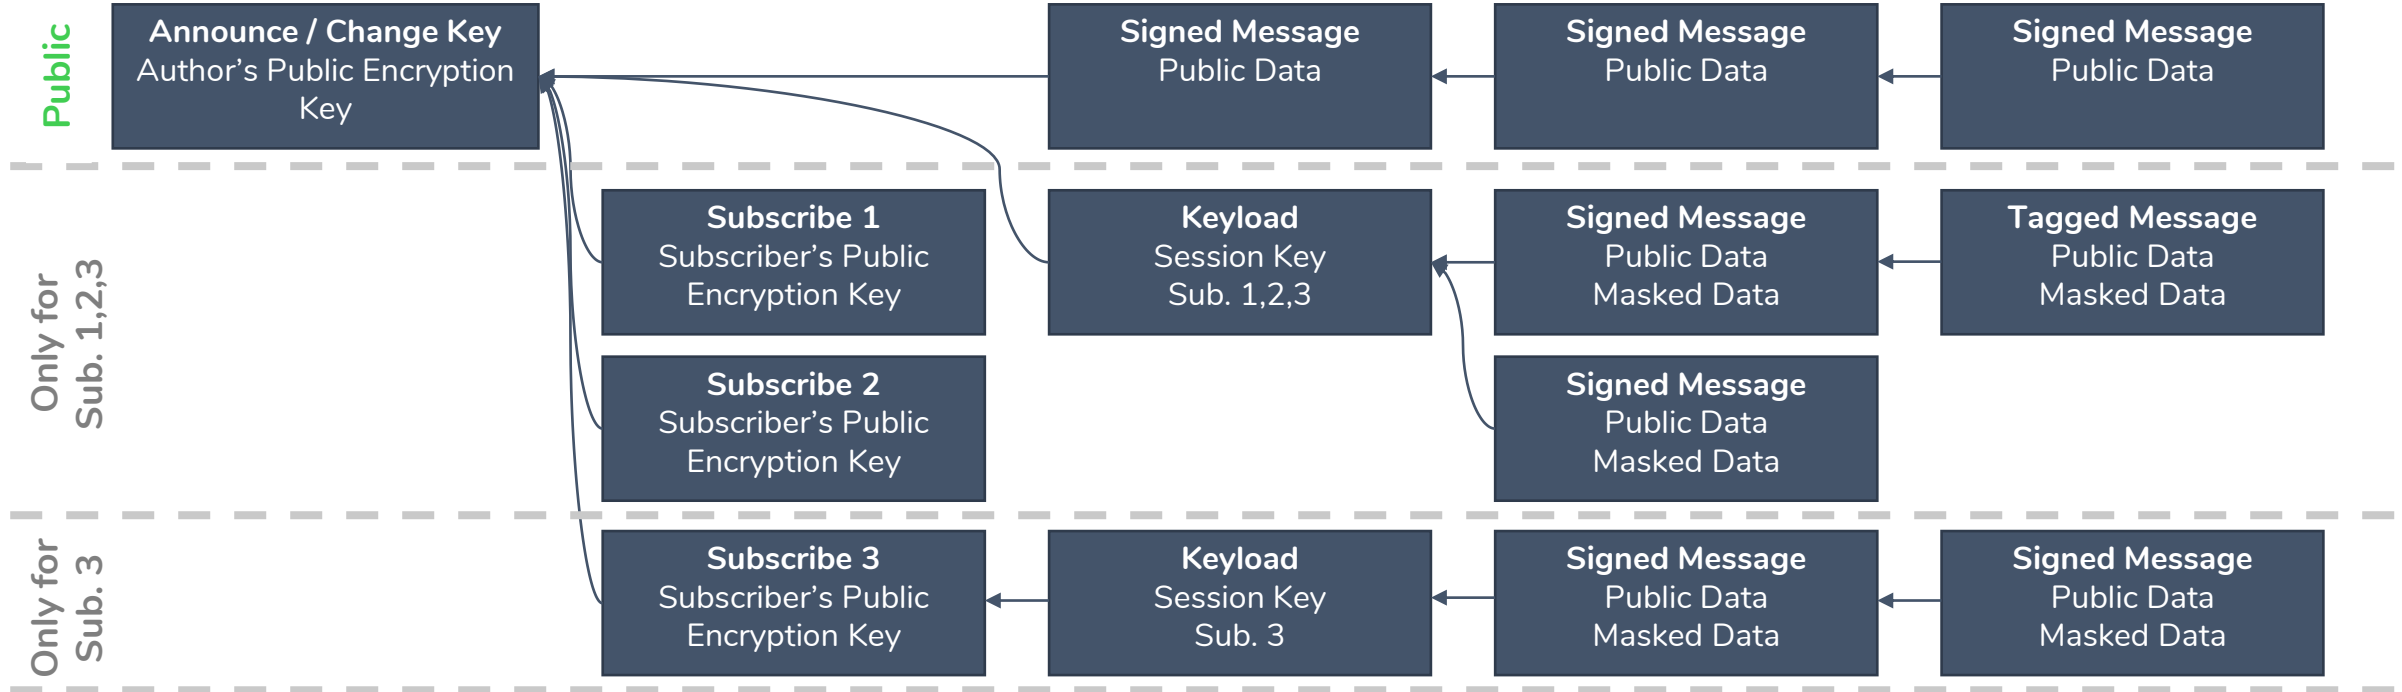 Public
Announce / Change Key
Author’s Public Encryption
Key
Signed Message
Public Data
Signed Message
Public Data
Signed Message
Public Data
Only for
Sub. 1,2,3
Subscribe 1
Subscriber’s Public
Encryption Key
Keyload
Session Key
Sub. 1,2,3
Signed Message
Public Data
Masked Data
Tagged Message
Public Data
Masked Data
Subscribe 2
Subscriber’s Public
Encryption Key
Signed Message
Public Data
Masked Data
Only for
Sub. 3
Subscribe 3
Subscriber’s Public
Encryption Key
Keyload
Session Key
Sub. 3
Signed Message
Public Data
Masked Data
Signed Message
Public Data
Masked Data